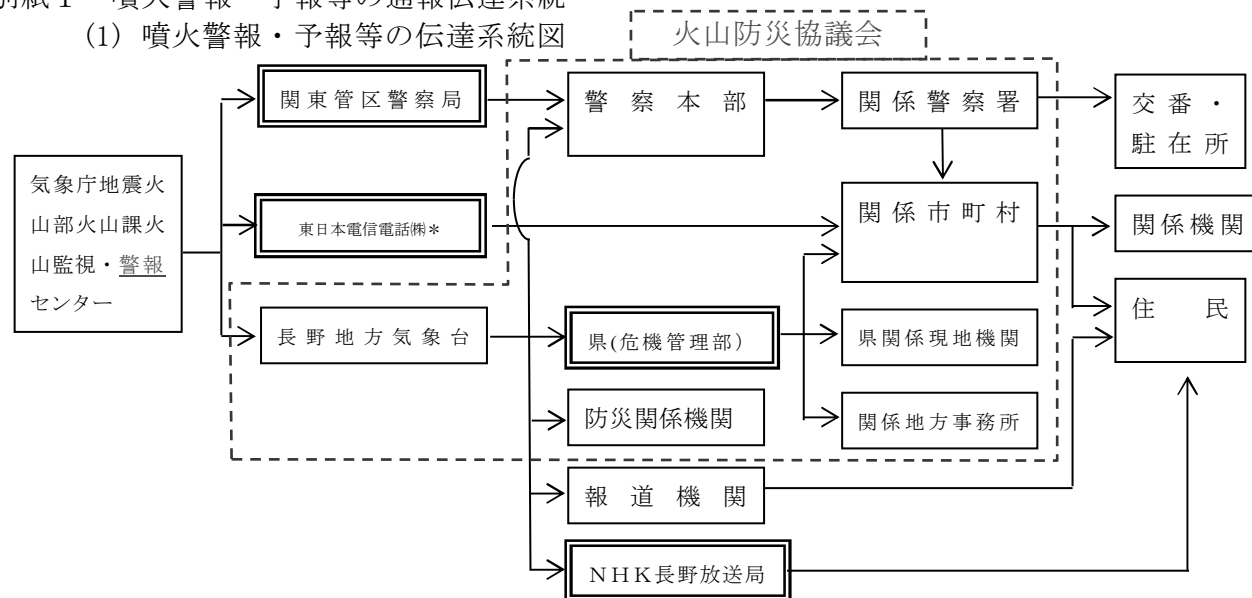 別紙１　噴火警報・予報等の通報伝達系統
(1) 噴火警報・予報等の伝達系統図
火山防災協議会
関東管区警察局
警察本部
関係警察署
交番・
駐在所
気象庁地震火
山部火山課火
山監視・警報
センター
東日本電信電話㈱＊
関係市町村
関係機関
長野地方気象台
県(危機管理部）
県関係現地機関
住民
防災関係機関
関係地方事務所
報道機関
ＮＨＫ長野放送局